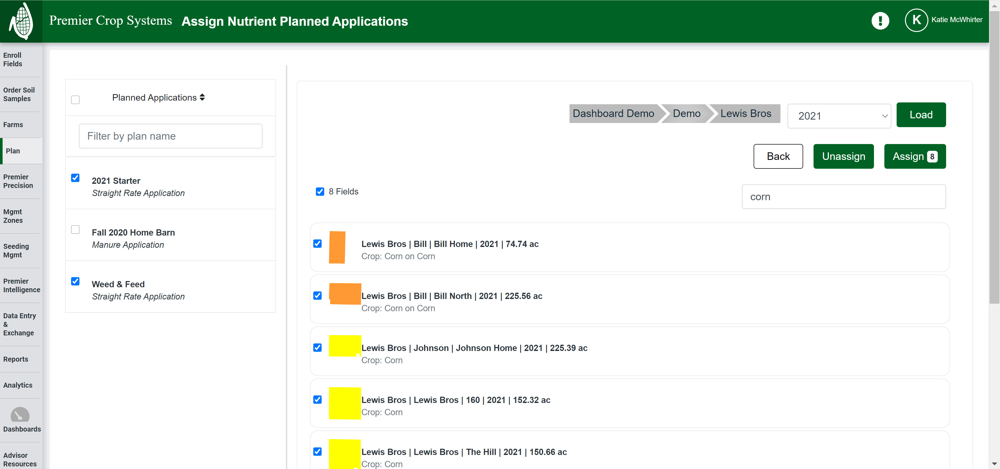 Premier Crop Systems Assign Nutrient Planned Applications
! K Katie McWhirter
Enroll
Fields
Order Soil
Samples
Farms
Plan
Premier
Precision
Mgmt
Zones
Seeding
Mgmt
Premier
Intelligence
Data Entry
&
Exchange
Reports
Analytics
Dashboards
Advisor
Resources
Planned Applications
Filter by plan name
2021 Starter
Straight Rate Application
Fall 2020 Home Barn
Manure Application
Weed & Feed
Straight Rate Application
Dashboard Demo Demo Lewis Bros 2021 Load
Back Unassign Assign 8
8 Fields corn
Lewis Bros | Bill | Bill Home | 2021 | 74.74 ac
Crop: Corn on Corn
Lewis Bros | Bill | Bill North | 2021 | 225.56 ac
Crop: Corn on Corn
Lewis Bros | Johnson | Johnson Home | 2021 | 225.39 ac
Crop: Corn
Lewis Bros | Lewis Bros | 160 | 2021 | 152.32 ac
Crop: Corn
Lewis Bros | Lewis Bros | The Hill | 2021 | 150.66 ac
Crop: Corn